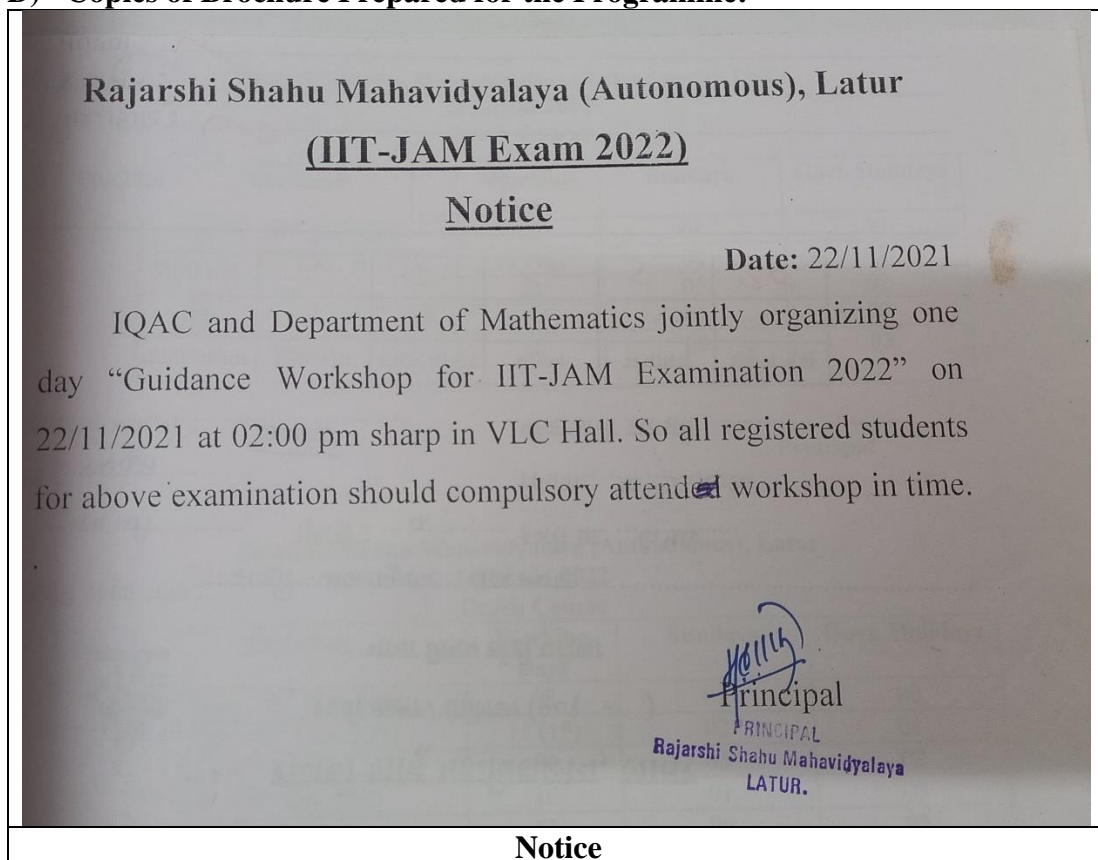 D) Copies of Brochure Prepared for the Programme:
Rajarshi Shahu Mahavidyalaya (Autonomous), Latur
(IIT-JAM Exam 2022)
Notice
Date: 22/11/2021
IQAC and Department of Mathematics jointly organizing one
day “Guidance Workshop for IIT-JAM Examination 2022” on
22/11/2021 at 02:00 pm sharp in VLC Hall. So all registered students
for above examination should compulsory attend workshop in time.
Principal
PRINCIPAL
Rajarshi Shahu Mahavidyalaya
LATUR.
Notice